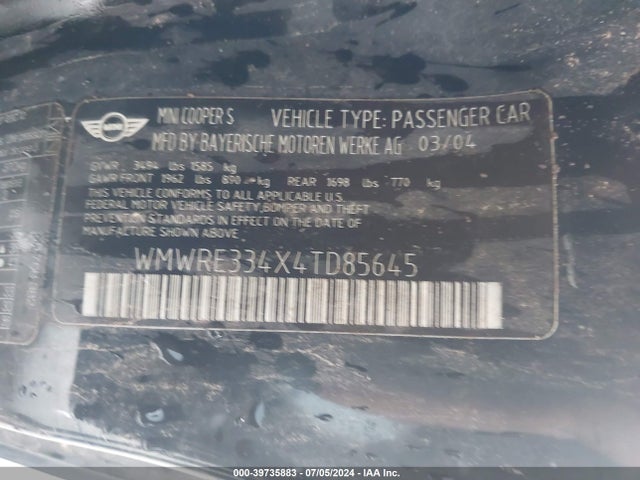 MINI COOPER S VEHICLE TYPE: PASSENGER CAR
MFD BY BAYERISCHE MOTOREN WERKE AG 03/04
GVWR 3494 lbs 1585 kg
GAWR FRONT 1962 lbs 890 kg REAR 1698 lbs 770 kg
THIS VEHICLE CONFORMS TO ALL APPLICABLE U.S.
FEDERAL MOTOR VEHICLE SAFETY, BUMPER AND THEFT
PREVENTION STANDARDS IN EFFECT ON THE DATE OF
MANUFACTURE SHOWN ABOVE.
WMWRE334X4TD85645
000-39735883 / 07/05/2024 / IAA Inc.